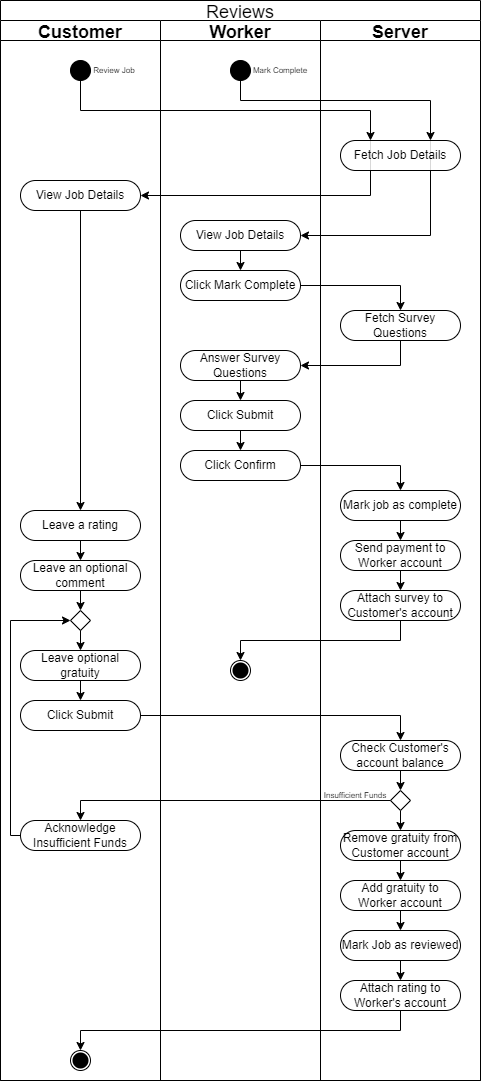 Reviews
Customer
Worker
Server
Review Job
Mark Complete
Fetch Job Details
View Job Details
View Job Details
Click Mark Complete
Fetch Survey
Questions
Answer Survey
Questions
Click Submit
Click Confirm
Mark job as complete
Leave a rating
Send payment to
Worker account
Leave an optional
comment
Attach survey to
Customer's account
Leave optional
gratuity
Click Submit
Check Customer's
account balance
Insufficient Funds
Acknowledge
Insufficient Funds
Remove gratuity from
Customer account
Add gratuity to
Worker account
Mark Job as reviewed
Attach rating to
Worker's account